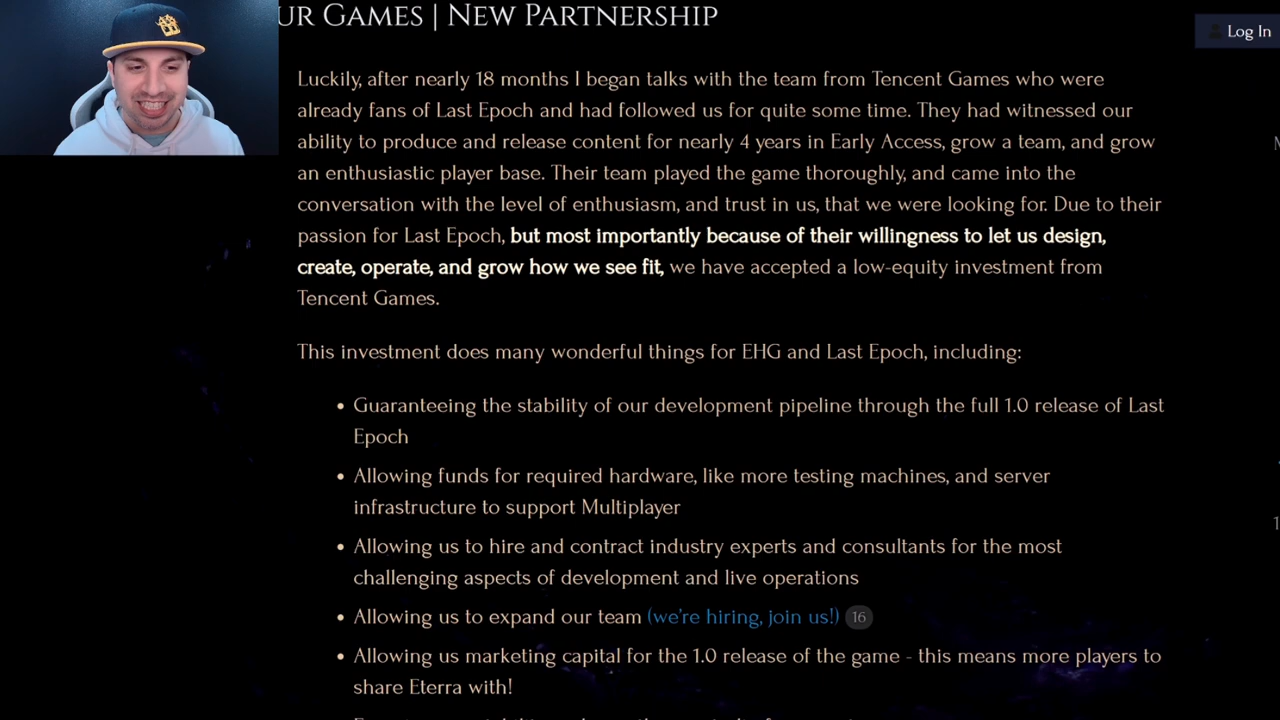 UR GAMES | NEW PARTNERSHIP
Log In
Luckily, after nearly 18 months I began talks with the team from Tencent Games who were
already fans of Last Epoch and had followed us for quite some time. They had witnessed our
ability to produce and release content for nearly 4 years in Early Access, grow a team, and grow
an enthusiastic player base. Their team played the game thoroughly, and came into the
conversation with the level of enthusiasm, and trust in us, that we were looking for. Due to their
passion for Last Epoch, but most importantly because of their willingness to let us design,
create, operate, and grow how we see fit, we have accepted a low-equity investment from
Tencent Games.
This investment does many wonderful things for EHG and Last Epoch, including:
• Guaranteeing the stability of our development pipeline through the full 1.0 release of Last
Epoch
• Allowing funds for required hardware, like more testing machines, and server
infrastructure to support Multiplayer
• Allowing us to hire and contract industry experts and consultants for the most
challenging aspects of development and live operations
• Allowing us to expand our team (we're hiring, join us!) 16
• Allowing us marketing capital for the 1.0 release of the game - this means more players to
share Eterra with!